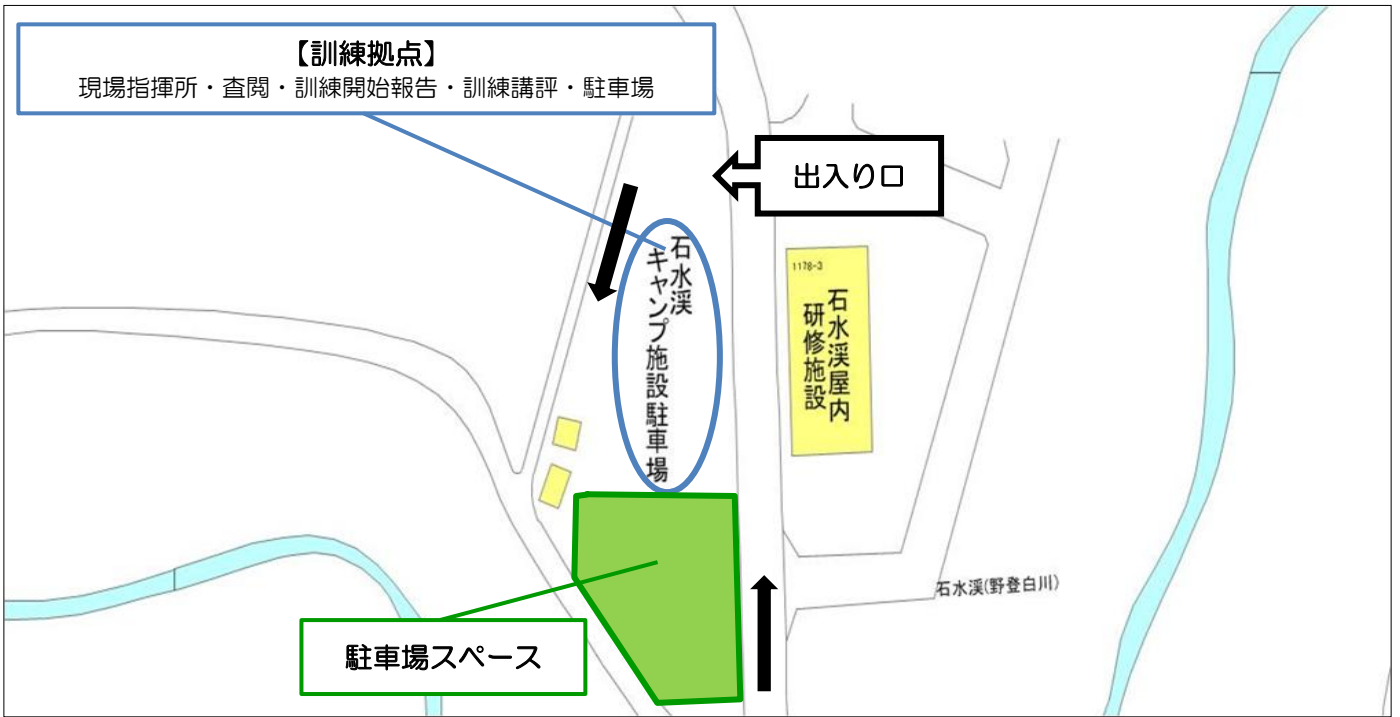 【訓練拠点】
現場指揮所・査閲・訓練開始報告・訓練講評・駐車場
出入り口
石水渓
キャンプ施設駐車場
1178-3
石水渓屋内
研修施設
石水渓(野登白川)
駐車場スペース